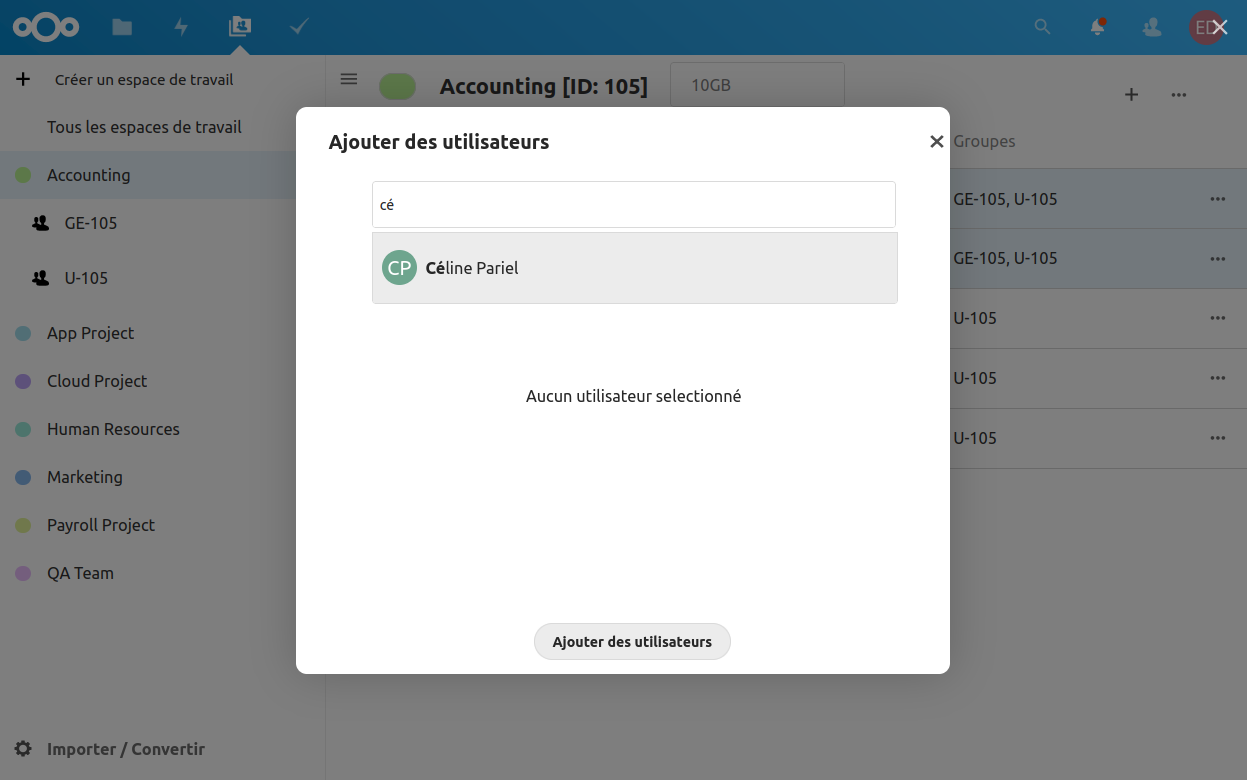 ED
Créer un espace de travail
Accounting [ID: 105]
10GB
Tous les espaces de travail
Ajouter des utilisateurs
Groupes
Accounting
GE-105, U-105
cé
GE-105
GE-105, U-105
CP Céline Pariel
U-105
U-105
App Project
U-105
Cloud Project
Aucun utilisateur selectionné
Human Resources
U-105
Marketing
Payroll Project
QA Team
Ajouter des utilisateurs
Importer / Convertir